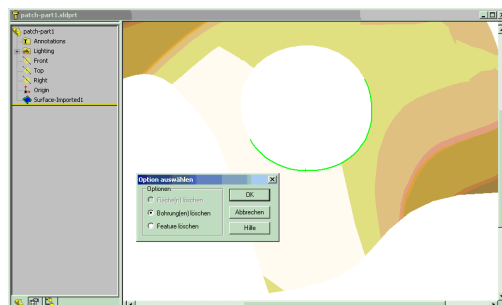 patch-part1.sldprt
patch-part1
Annotations
Lighting
Front
Top
Right
Origin
Surface-Imported1
Option auswählen
Optionen
Fläche(n) löschen
Bohrung(en) löschen
Feature löschen
OK
Abbrechen
Hilfe